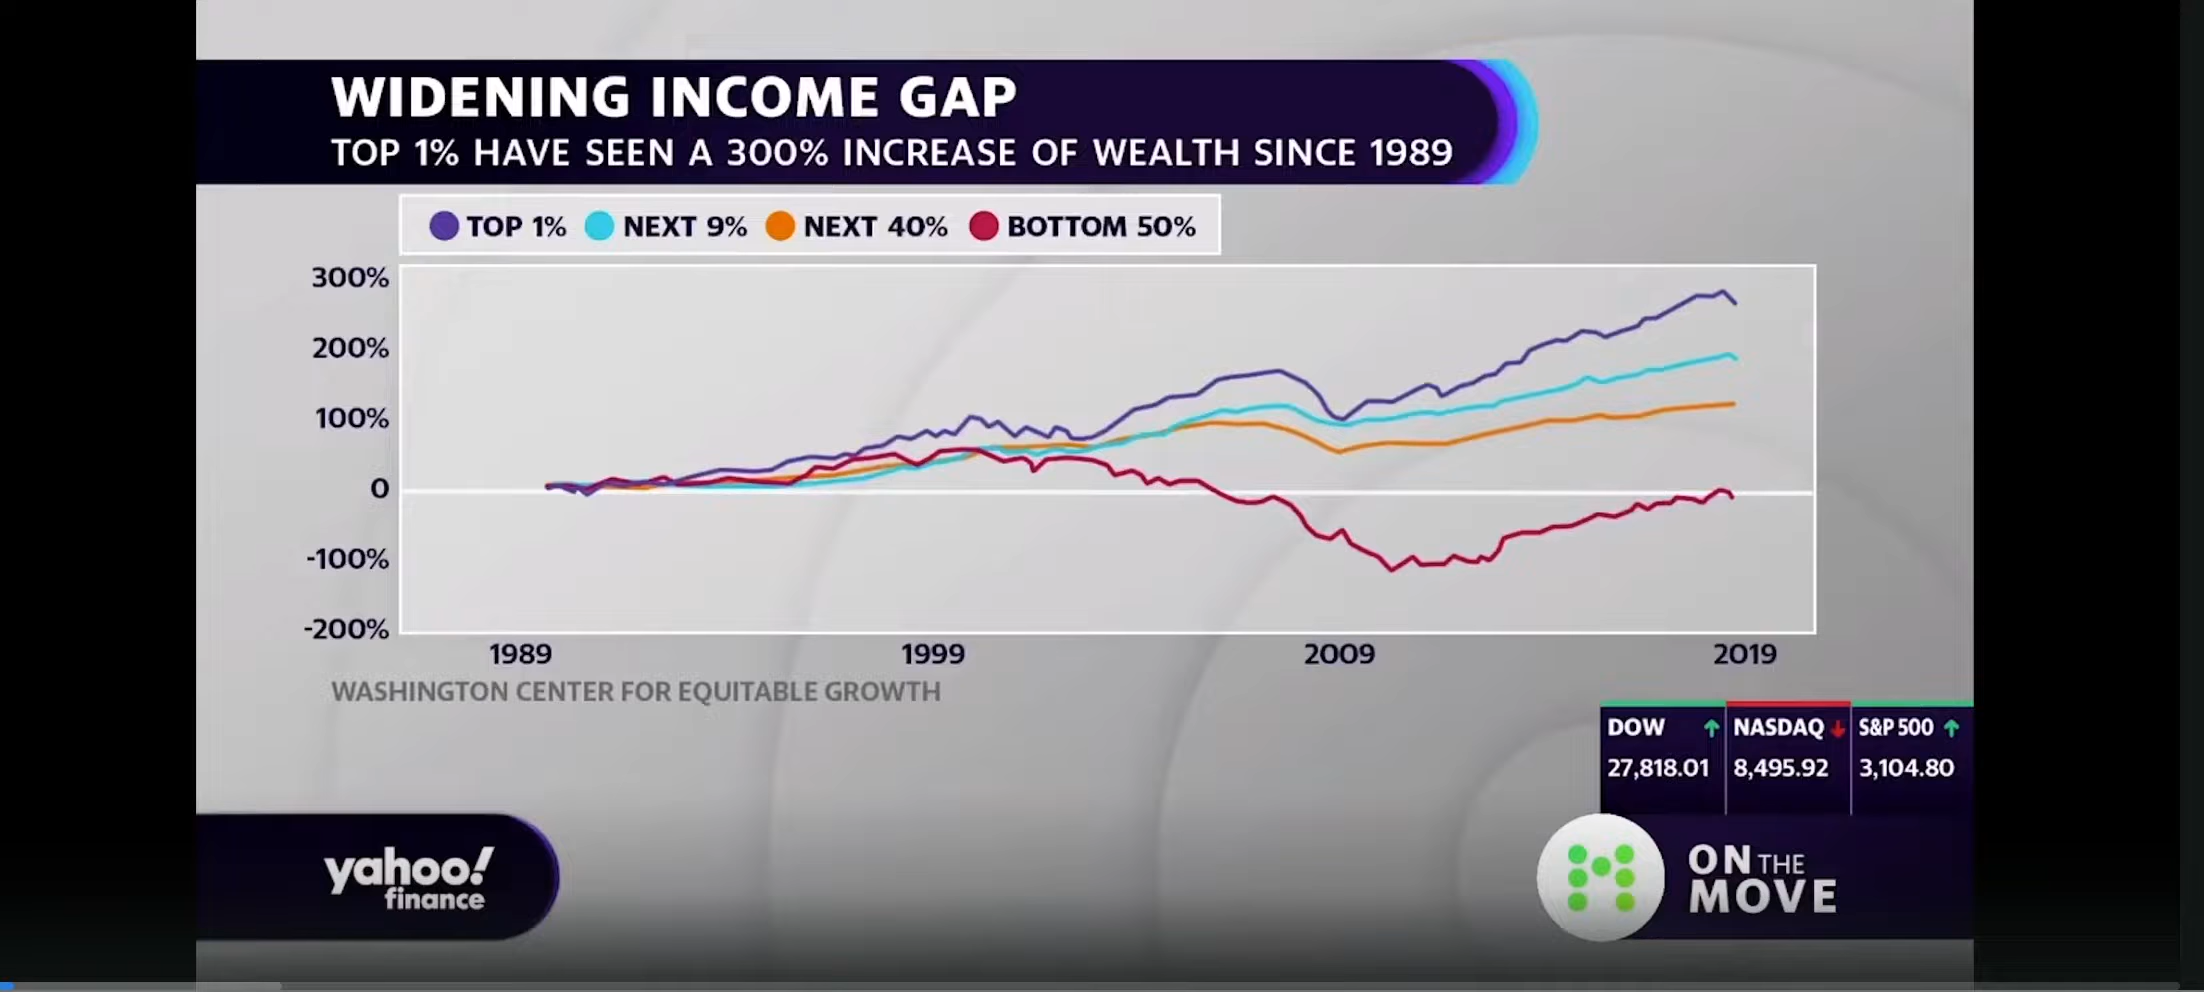 WIDENING INCOME GAP
TOP 1% HAVE SEEN A 300% INCREASE OF WEALTH SINCE 1989
TOP 1% NEXT 9% NEXT 40% BOTTOM 50%
300%
200%
100%
0
-100%
-200%
1989 1999 2009 2019
WASHINGTON CENTER FOR EQUITABLE GROWTH
DOW NASDAQ S&P 500
27,818.01 8,495.92 3,104.80
yahoo!
finance
ON THE
MOVE